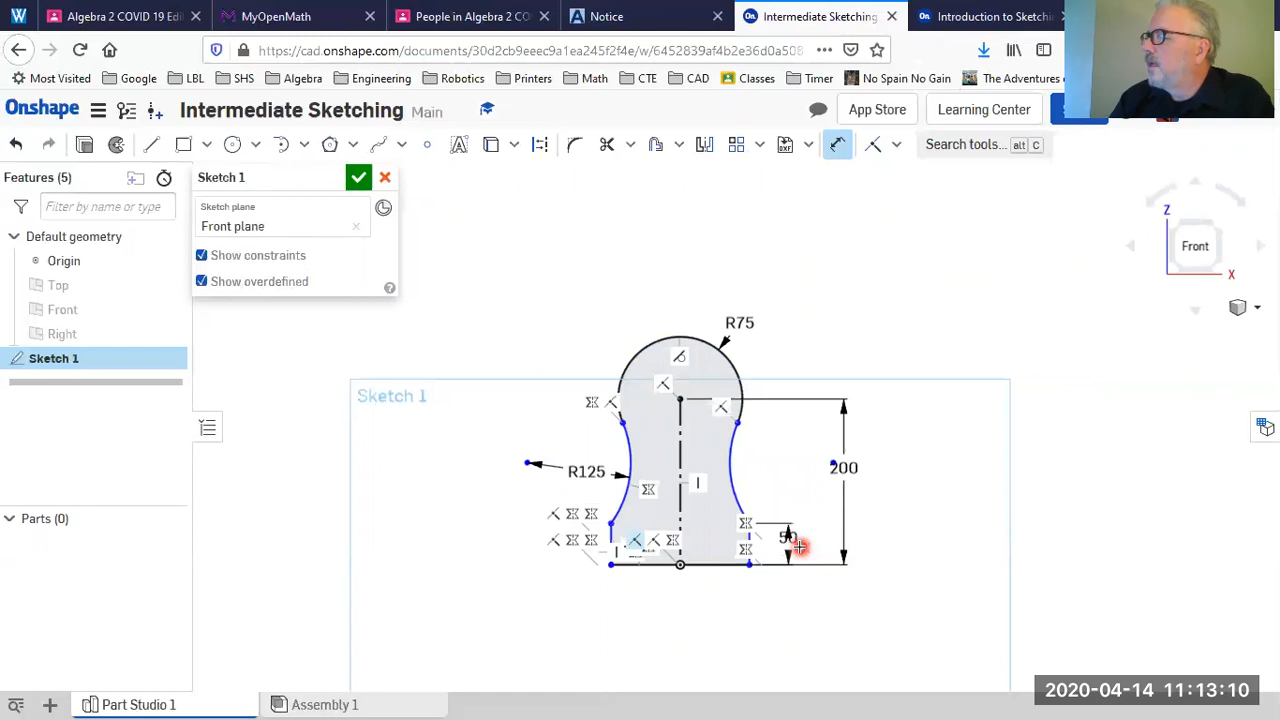 Algebra 2 COVID 19 Edi
MyOpenMath
People in Algebra 2 CO
Notice
Intermediate Sketching
Introduction to Sketchi
https://cad.onshape.com/documents/30d2cb9eeec9a1ea245f2f4e/w/6452839af4b2e36d0a508
Most Visited
Google
LBL
SHS
Algebra
Engineering
Robotics
Printers
Math
CTE
CAD
Classes
Timer
No Spain No Gain
The Adventures
Onshape
Intermediate Sketching
Main
App Store
Learning Center
Search tools...
alt
C
Features (5)
Filter by name or type
Default geometry
Origin
Top
Front
Right
Sketch 1
Parts (0)
Sketch 1
Sketch plane
Front plane
Show constraints
Show overdefined
Sketch 1
R75
R125
200
50
Z
Front
X
Part Studio 1
Assembly 1
2020-04-14 11:13:10